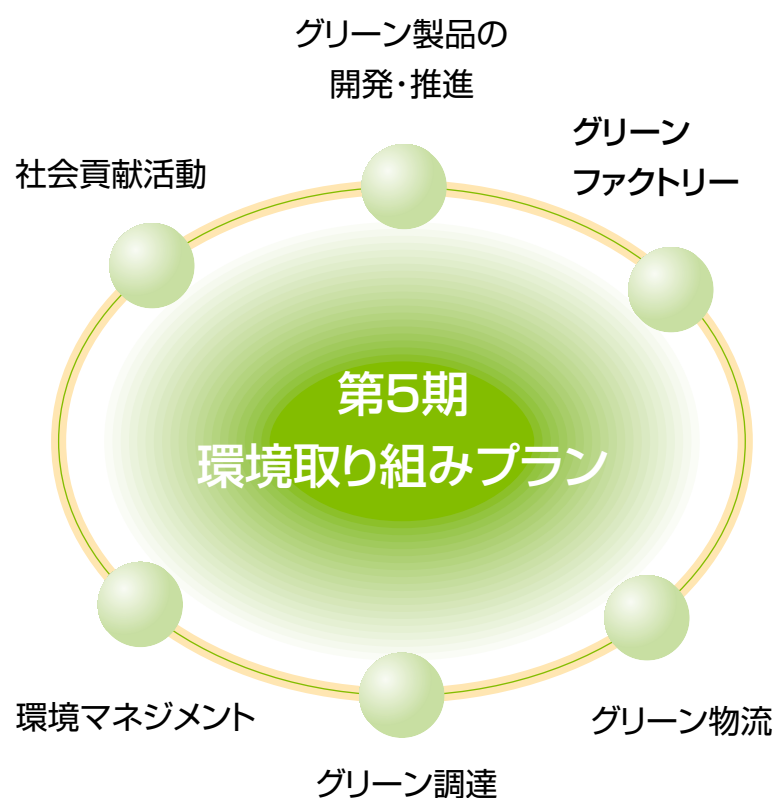 グリーン製品の
開発・推進
グリーン
ファクトリー
社会貢献活動
第5期
環境取り組みプラン
環境マネジメント
グリーン物流
グリーン調達